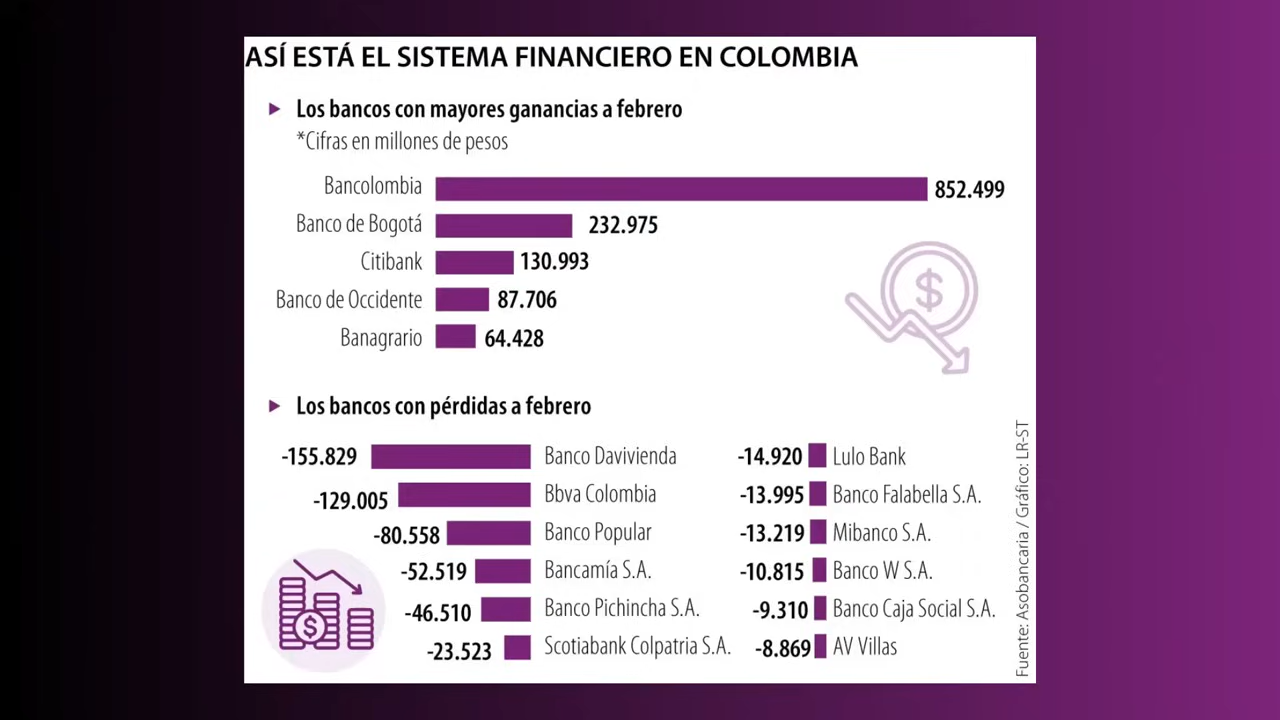 ASÍ ESTÁ EL SISTEMA FINANCIERO EN COLOMBIA
Los bancos con mayores ganancias a febrero
*Cifras en millones de pesos
Bancolombia 852.499
Banco de Bogotá 232.975
Citibank 130.993
Banco de Occidente 87.706
Banagrario 64.428
$
Los bancos con pérdidas a febrero
-155.829 Banco Davivienda
-129.005 Bbva Colombia
-80.558 Banco Popular
-52.519 Bancamía S.A.
-46.510 Banco Pichincha S.A.
-23.523 Scotiabank Colpatria S.A.
$
-14.920 Lulo Bank
-13.995 Banco Falabella S.A.
-13.219 Mibanco S.A.
-10.815 Banco W S.A.
-9.310 Banco Caja Social S.A.
-8.869 AV Villas
Fuente: Asobancaria / Gráfico: LR-ST